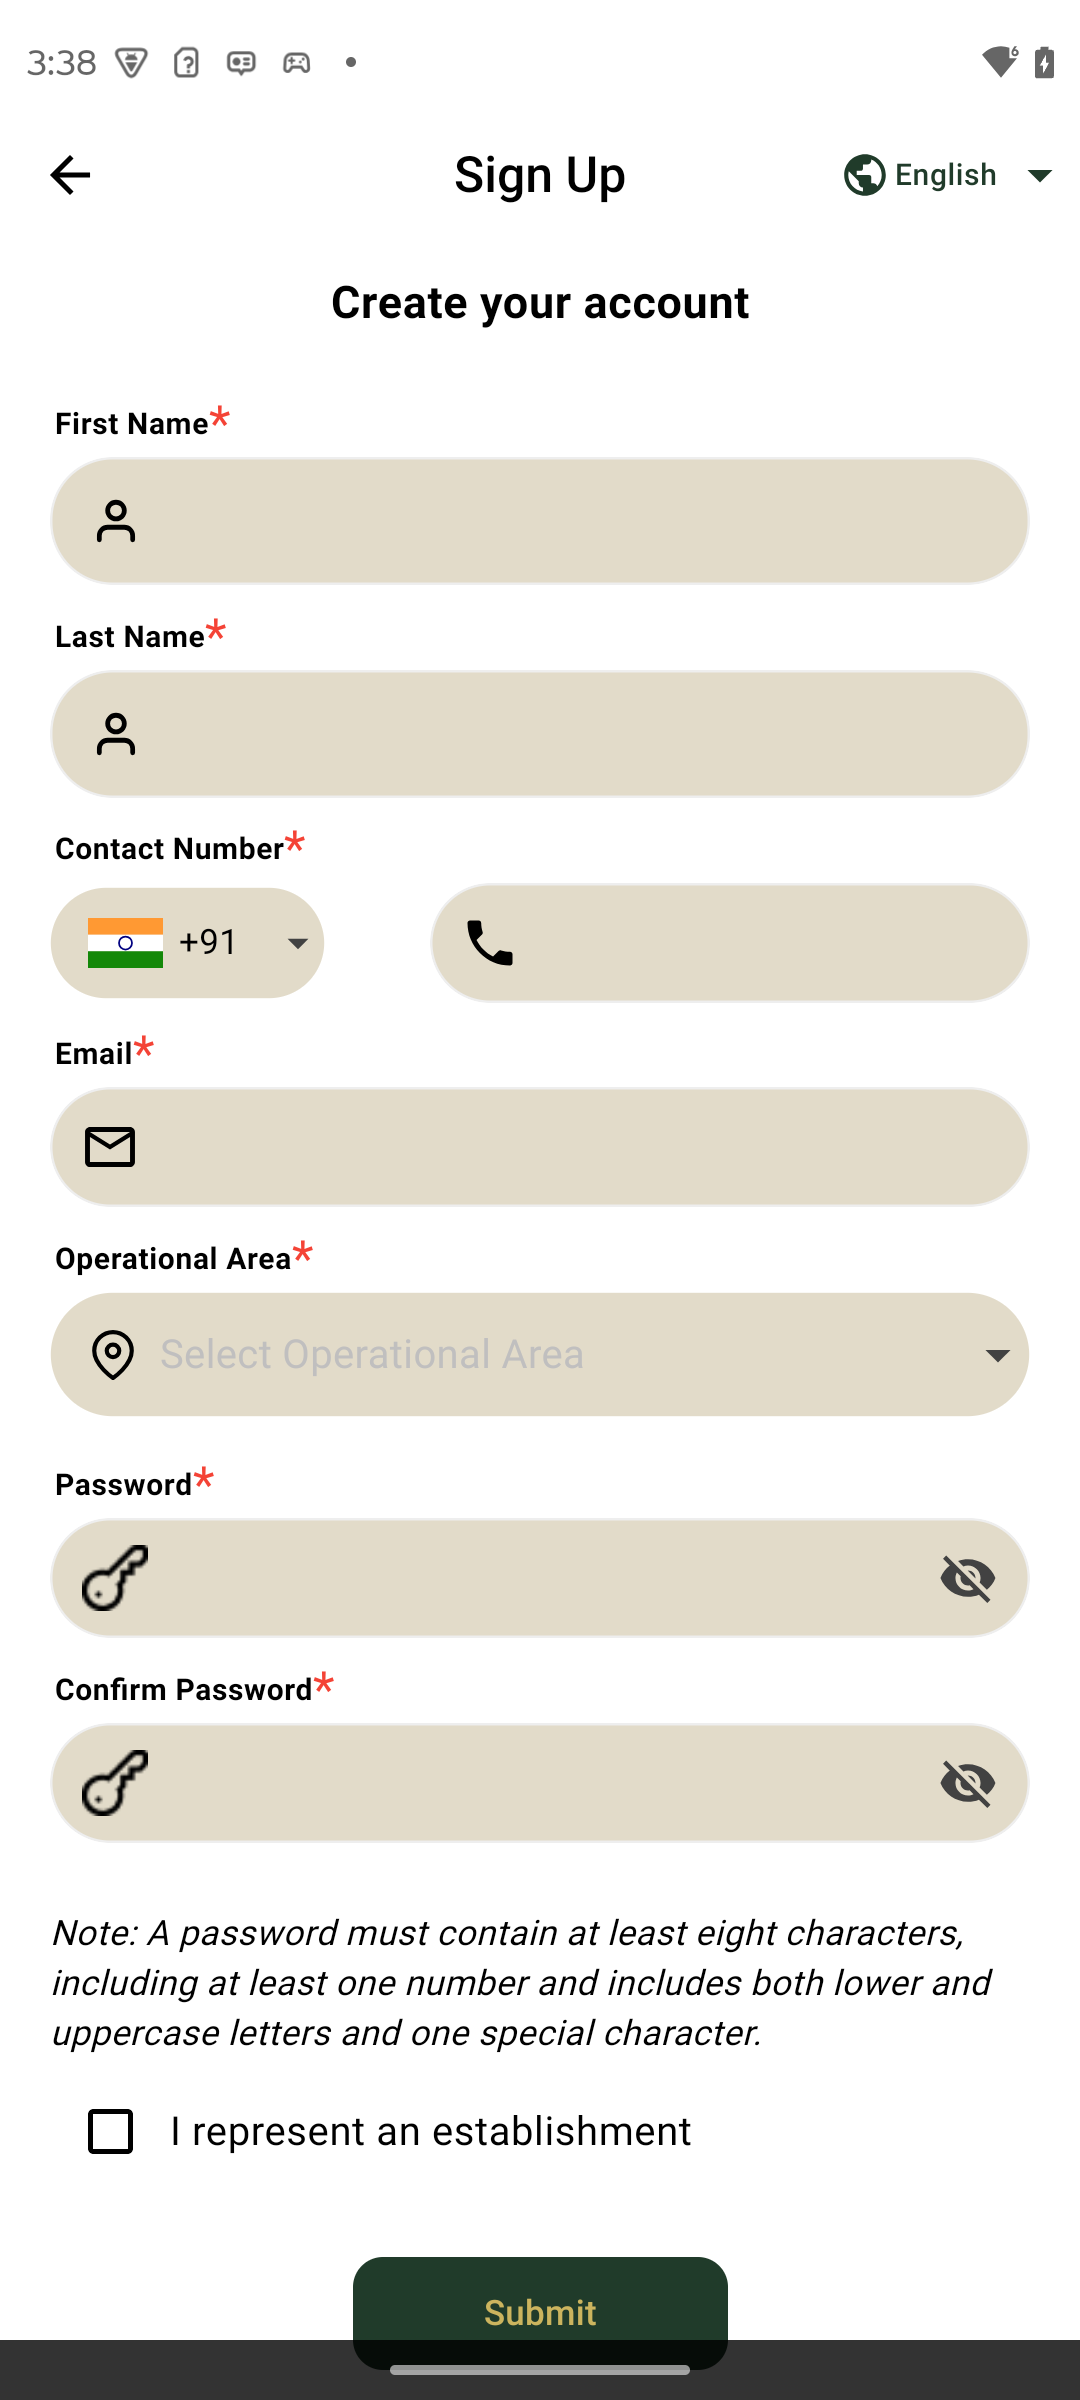 3:38
Sign Up
English
Create your account
First Name*
Last Name*
Contact Number*
+91
Email*
Operational Area*
Select Operational Area
Password*
Confirm Password*
Note: A password must contain at least eight characters,
including at least one number and includes both lower and
uppercase letters and one special character.
I represent an establishment
Submit